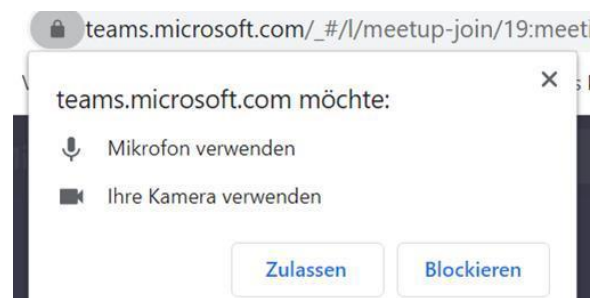 teams.microsoft.com/_#/l/meetup-join/19:meeti
teams.microsoft.com möchte:
Mikrofon verwenden
Ihre Kamera verwenden
Zulassen Blockieren